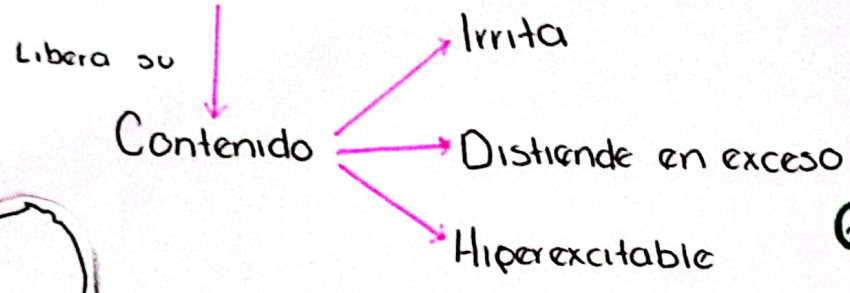 Libera su
Contenido
Irrita
Distiende en exceso
Hiperexcitable